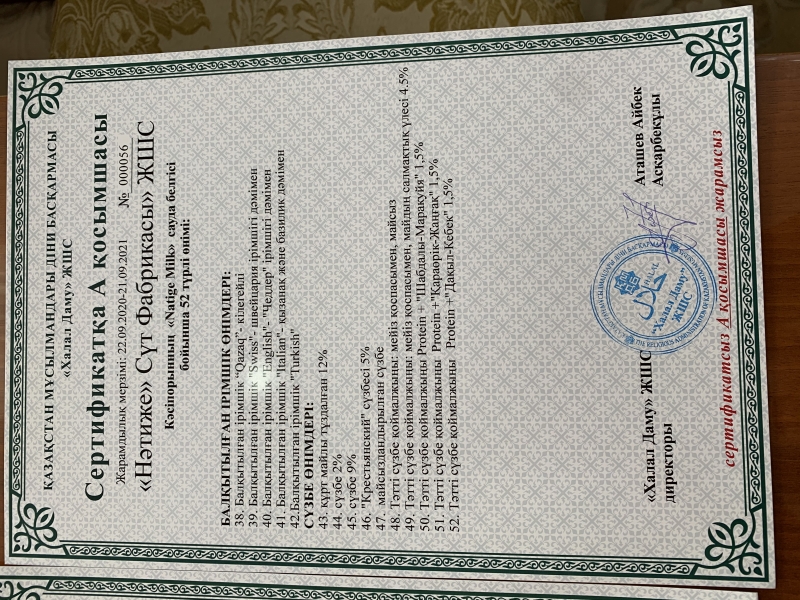 ҚАЗАҚСТАН МҰСЫЛМАНДАРЫ ДІНИ БАСҚАРМАСЫ
«Халал Даму» ЖШС
Сертификатқа А қосымшасы
Жарамдылық мерзімі: 22.09.2020-21.09.2021 № 000056
«Нәтиже» Сүт Фабрикасы» ЖШС
Кәсіпорынның «Natige Milk» сауда белгісі
бойынша 52 түрлі өнімі:
БАЛҚЫТЫЛҒАН ІРІМШІК ӨНІМДЕРІ:
38. Балқытылған ірімшік "Qazaq"- кілегейлі
39. Балқытылған ірімшік "Swiss"- швейцария ірімшігі дәмімен
40. Балқытылған ірімшік "English"- "Чеддер" ірімшігі дәмімен
41. Балқытылған ірімшік "Italian"- қызанақ және базилик дәмімен
42.Балқытылған ірімшік "Turkish"
СҮЗБЕ ӨНІМДЕРІ:
43. құрт майлы тұздалған 12%
44. сүзбе 2%
45. сүзбе 9%
46. "Крестьянский" сүзбесі 5%
47. майсыздандырылған сүзбе
48. Тәтті сүзбе қоймалжыны: мейіз қоспасымен, майсыз
49. Тәтті сүзбе қоймалжыны: мейіз қоспасымен, майдың салмақтық үлесі 4.5%
50. Тәтті сүзбе қоймалжыны Protein + "Шабдалы-Маракуйя" 1,5%
51. Тәтті сүзбе қоймалжыны Protein +"Қараөрік-Жаңғақ" 1,5%
52. Тәтті сүзбе қоймалжыны Protein +"Дақыл-Кебек" 1,5%
«Халал Даму» ЖШС
директоры
"Халал Даму"
ЖШС
Аташев Айбек
Асқарбекұлы
сертификатсыз А қосымшасы жарамсыз